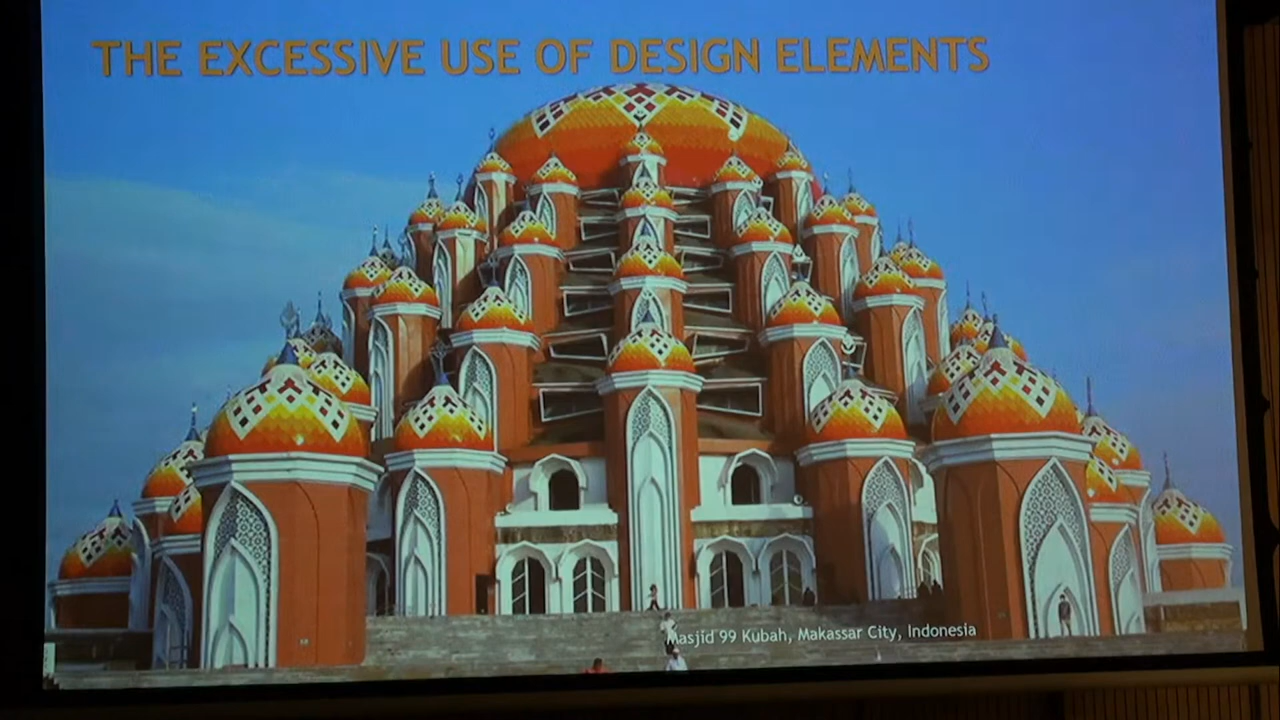 THE EXCESSIVE USE OF DESIGN ELEMENTS
Masjid 99 Kubah, Makassar City, Indonesia